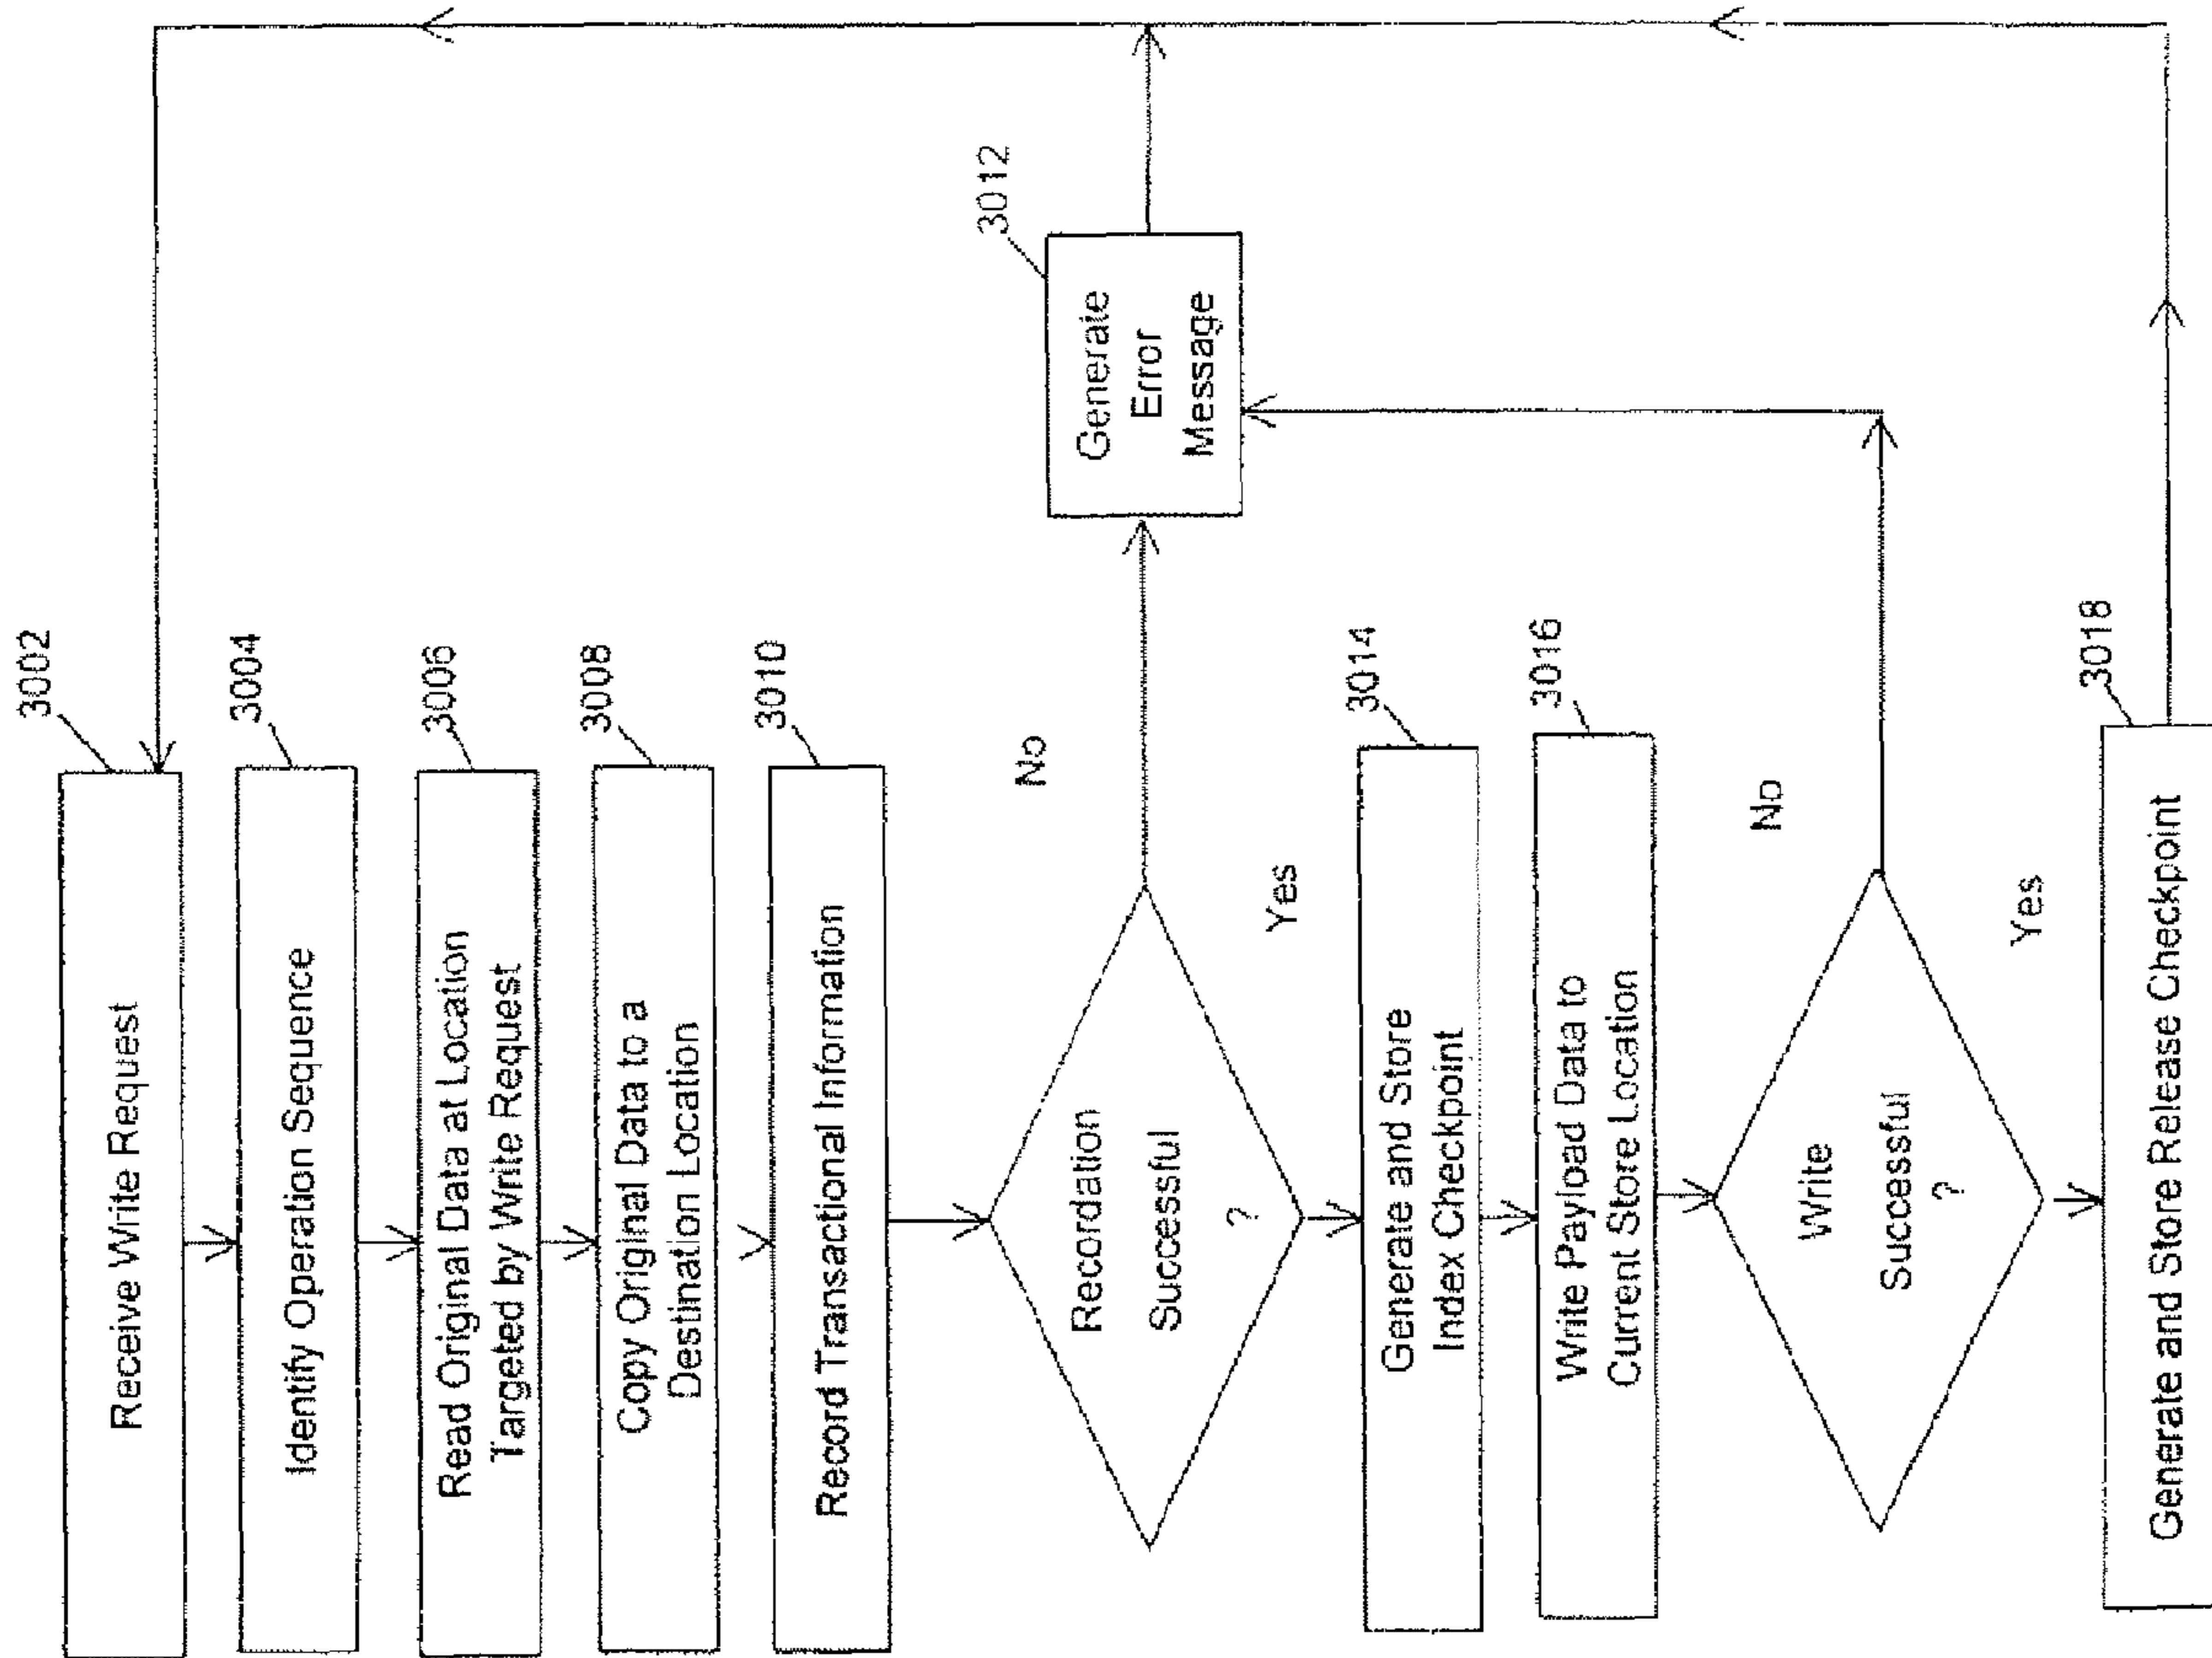 3002
Receive Write Request
3004
Identify Operation Sequence
3006
Read Original Data at Location
Targeted by Write Request
3008
Copy Original Data to a
Destination Location
3010
Record Transactional Information
Recordation
Successful
?
No
3012
Generate
Error
Message
Yes
3014
Generate and Store
Index Checkpoint
3016
Write Payload Data to
Current Store Location
Write
Successful
?
No
Yes
3018
Generate and Store Release Checkpoint